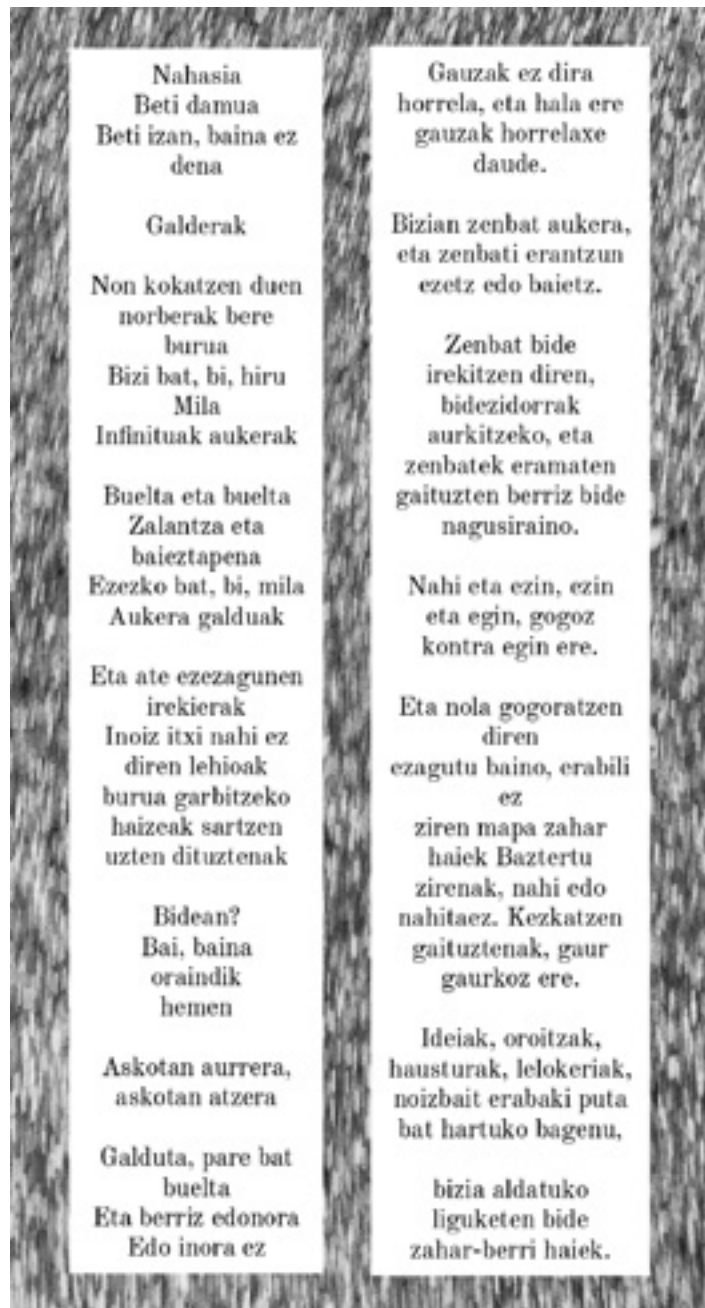 Nahasia
Beti damua
Beti izan, baina ez
dena
Galderak
Non kokatzen duen
norberak bere
burua
Bizi bat, bi, hiru
Mila
Infinituak aukerak
Buelta eta buelta
Zalantza eta
baieztapena
Ezezko bat, bi, mila
Aukera galduak
Eta ate ezezagunen
irekierak
Inoiz itxi nahi ez
diren lehioak
burua garbitzeko
haizeak sartzen
uzten dituztenak
Bidean?
Bai, baina
oraindik
hemen
Askotan aurrera,
askotan atzera
Galduta, pare bat
buelta
Eta berriz edonora
Edo inora ez
Gauzak ez dira
horrela, eta hala ere
gauzak horrelaxe
daude.
Bizian zenbat aukera,
eta zenbati erantzun
ezetz edo baietz.
Zenbat bide
irekitzen diren,
bidezidorrak
aurkitzeko, eta
zenbatek eramaten
gaituzten berriz bide
nagusiraino.
Nahi eta ezin, ezin
eta egin, gogoz
kontra egin ere.
Eta nola gogoratzen
diren
ezagutu baino, erabili
ez
ziren mapa zahar
haiek Baztertu
zirenak, nahi edo
nahitaez. Kezkatzen
gaituztenak, gaur
gaurkoz ere.
Ideiak, oroitzak,
hausturak, lelokeriak,
noizbait erabaki puta
bat hartuko bagenu,
bizia aldatuko
liguketen bide
zahar-berri haiek.